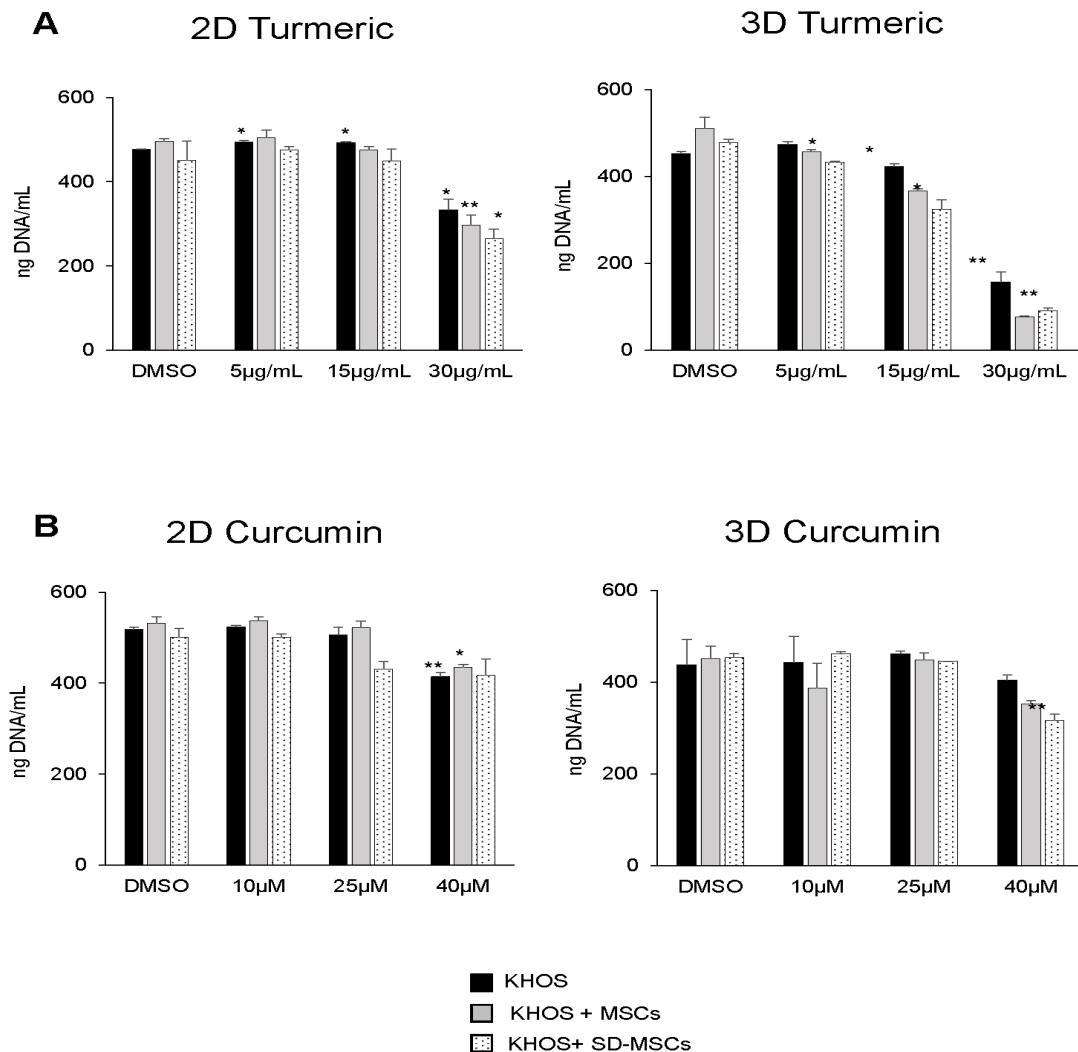 A
2D Turmeric
3D Turmeric
600
400
200
0
ng DNA/mL
* * * ** *
DMSO 5µg/mL 15µg/mL 30µg/mL
600
400
200
0
ng DNA/mL
* * * ** **
DMSO 5µg/mL 15µg/mL 30µg/mL
B
2D Curcumin
3D Curcumin
600
400
200
0
ng DNA/mL
** *
DMSO 10µM 25µM 40µM
600
400
200
0
ng DNA/mL
**
DMSO 10µM 25µM 40µM
KHOS
KHOS + MSCs
KHOS+ SD-MSCs